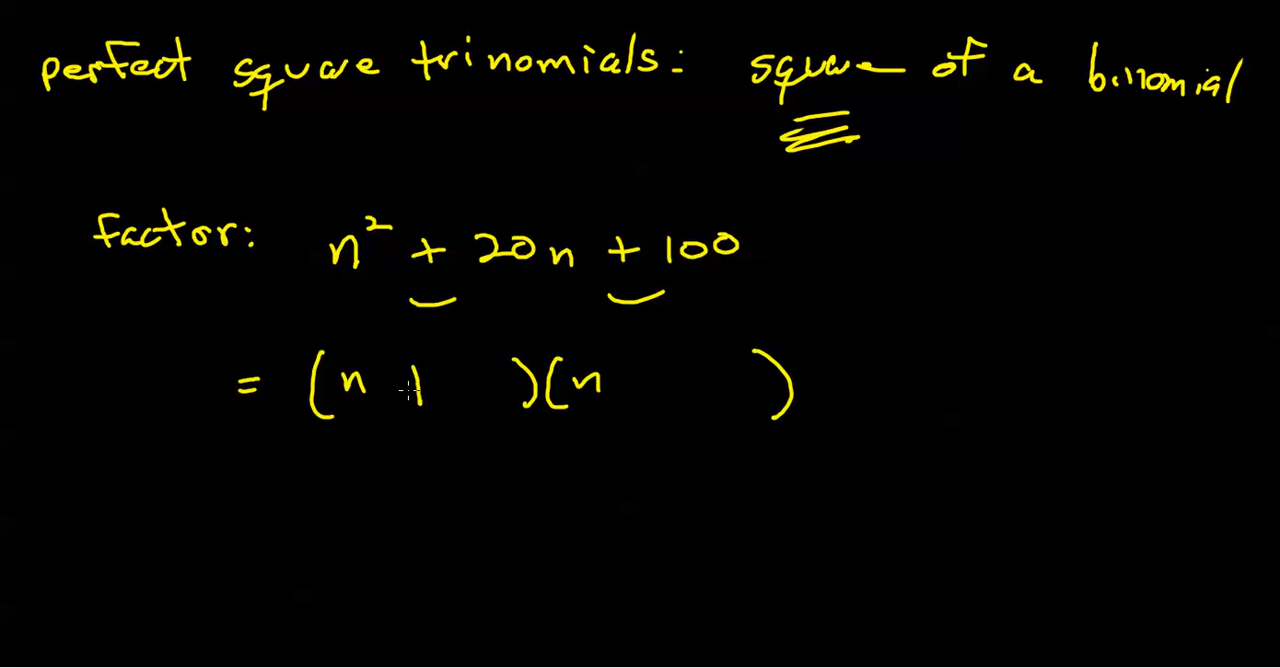 perfect square trinomials: square of a binomial
Factor: n² + 20n + 100
= (n | )(n )